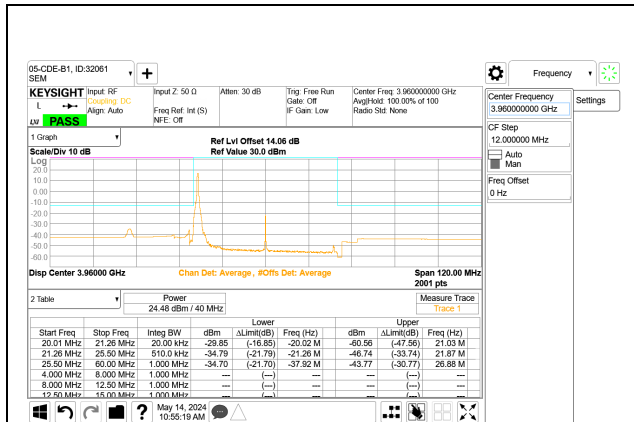 05-CDE-B1, ID:32061
SEM
Frequency
KEYSIGHT Input: RF Input Z: 50 Ω Atten: 30 dB Trig: Free Run Center Freq: 3.960000000 GHz
L Coupling: DC Gate: Off Avg|Hold: 100.00% of 100
Align: Auto Freq Ref: Int (S) IF Gain: Low Radio Std: None
LXI PASS NFE: Off
Center Frequency
3.960000000 GHz
Settings
CF Step
12.000000 MHz
Auto
Man
Freq Offset
0 Hz
1 Graph
Ref Lvl Offset 14.06 dB
Scale/Div 10 dB Ref Value 30.0 dBm
Log
20.0
10.0
0.00
-10.0
-20.0
-30.0
-40.0
-50.0
-60.0
Disp Center 3.96000 GHz Chan Det: Average, #Offs Det: Average Span 120.00 MHz
2001 pts
2 Table Power Measure Trace
24.48 dBm / 40 MHz Trace 1
Lower Upper
Start Freq Stop Freq Integ BW dBm ΔLimit(dB) Freq (Hz) dBm ΔLimit(dB) Freq (Hz)
20.01 MHz 21.26 MHz 20.00 kHz -29.85 (-16.85) -20.02 M -60.56 (-47.56) 21.03 M
21.26 MHz 25.50 MHz 510.0 kHz -34.79 (-21.79) -21.26 M -46.74 (-33.74) 21.87 M
25.50 MHz 60.00 MHz 1.000 MHz -34.70 (-21.70) -37.92 M -43.77 (-30.77) 26.88 M
4.000 MHz 8.000 MHz 1.000 MHz --- (---) --- --- (---) ---
8.000 MHz 12.50 MHz 1.000 MHz --- (---) --- --- (---) ---
12.50 MHz 15.00 MHz 1.000 MHz --- (---) --- --- (---) ---
May 14, 2024
10:55:19 AM